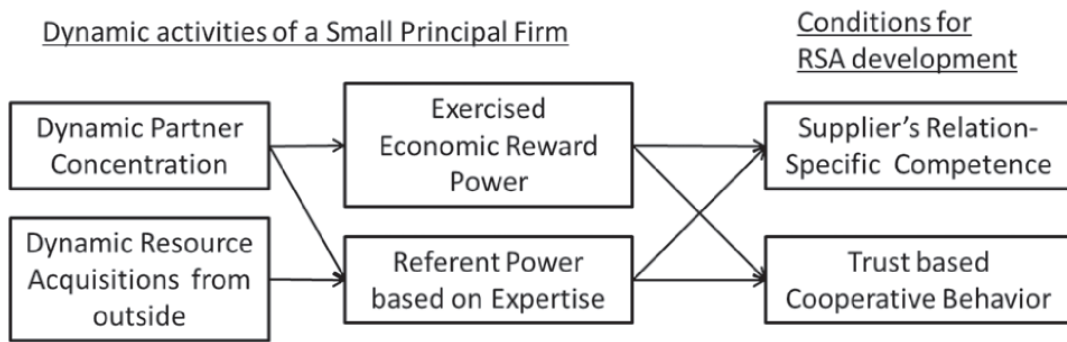 Dynamic activities of a Small Principal Firm
Conditions for
RSA development
Dynamic Partner
Concentration
Exercised
Economic Reward
Power
Supplier's Relation-
Specific Competence
Dynamic Resource
Acquisitions from
outside
Referent Power
based on Expertise
Trust based
Cooperative Behavior